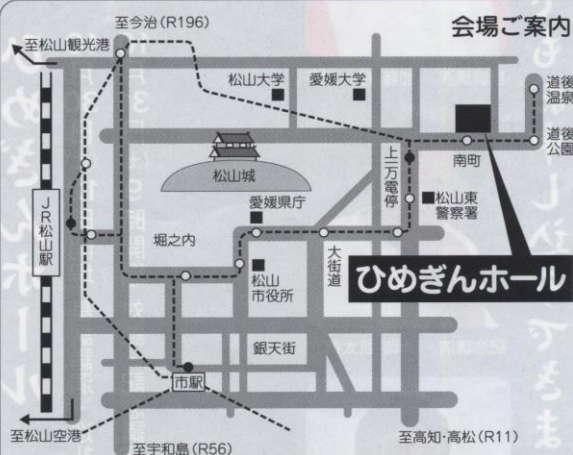 会場ご案内
至今治(R196)
至松山観光港
松山大学
愛媛大学
道後
温泉
道後
公園
南町
上一万電停
松山城
松山東
警察署
愛媛県庁
JR松山駅
堀之内
大街道
松山
市役所
ひめぎんホール
銀天街
市駅
至松山空港
至宇和島(R56)
至高知・高松(R11)